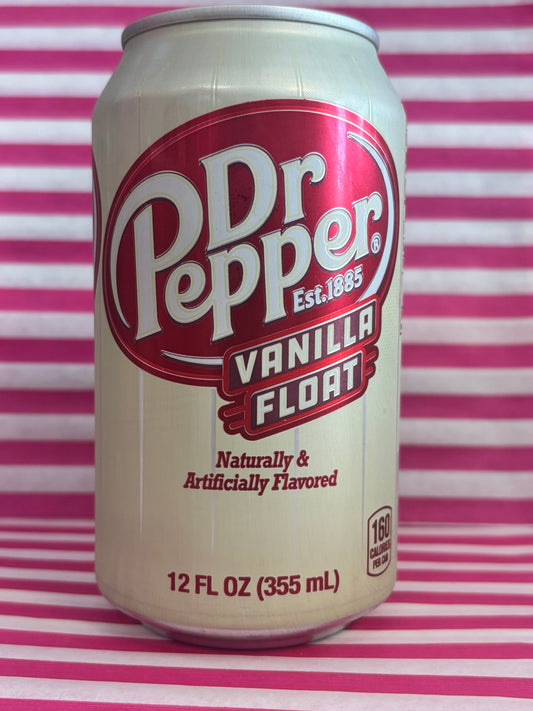 Dr
Pepper®
Est.1885
VANILLA
FLOAT
Naturally &
Artificially Flavored
160
CALORIES
PER CAN
12 FL OZ (355 mL)